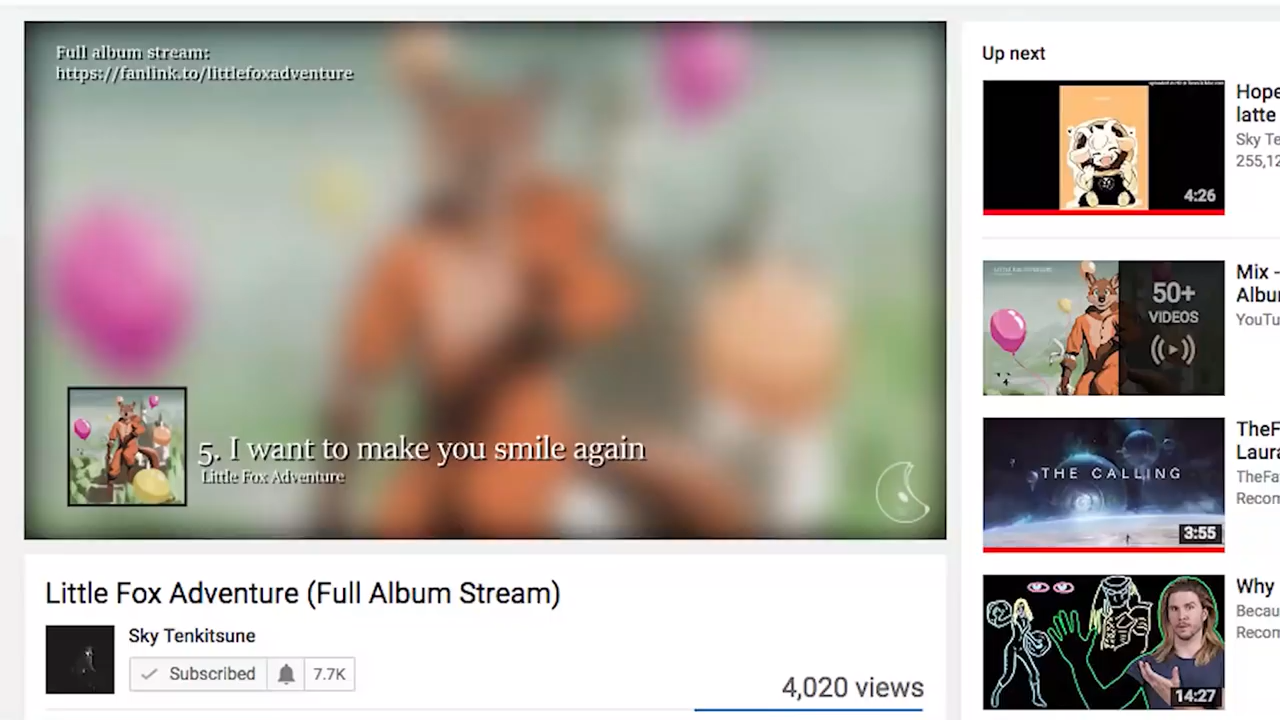 Full album stream:
https://fanlink.to/littlefoxadventure
5. I want to make you smile again
Little Fox Adventure
Little Fox Adventure (Full Album Stream)
Sky Tenkitsune
Subscribed
7.7K
4,020 views
Up next
Hope
latte
Sky Te
255,12
4:26
Mix -
Albu
YouTu
50+
VIDEOS
TheF
Laura
TheFa
Recon
THE CALLING
3:55
Why
Becau
Recon
14:27